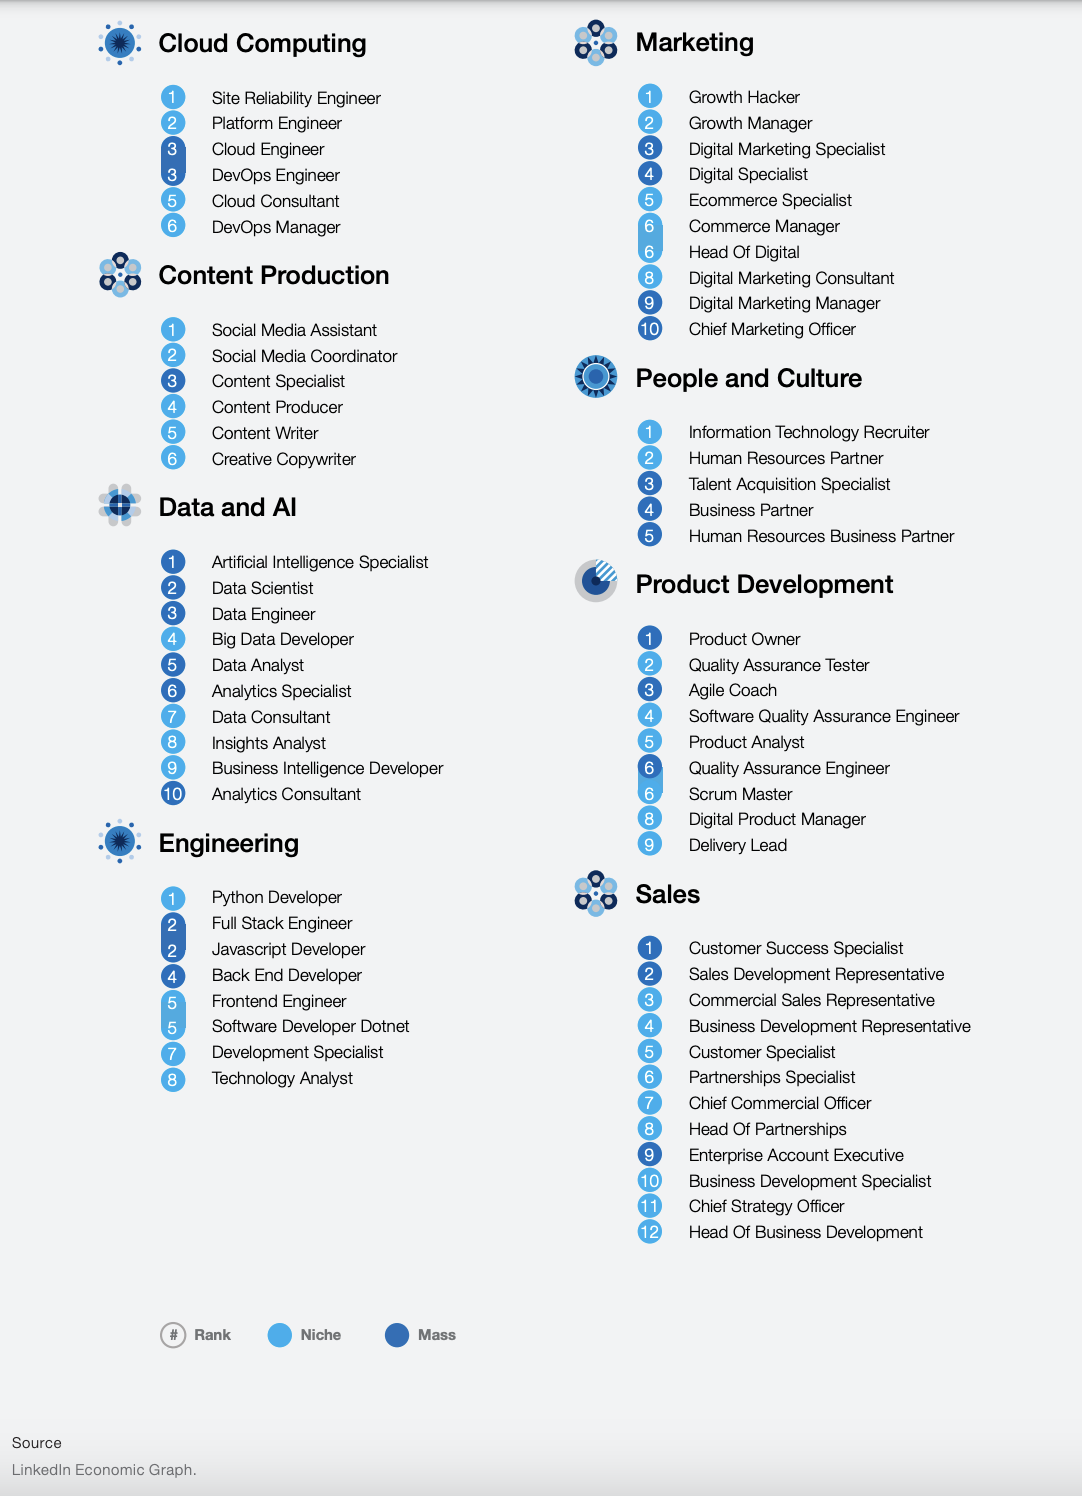 Cloud Computing
1 Site Reliability Engineer
2 Platform Engineer
3 Cloud Engineer
3 DevOps Engineer
5 Cloud Consultant
6 DevOps Manager
Content Production
1 Social Media Assistant
2 Social Media Coordinator
3 Content Specialist
4 Content Producer
5 Content Writer
6 Creative Copywriter
Data and AI
1 Artificial Intelligence Specialist
2 Data Scientist
3 Data Engineer
4 Big Data Developer
5 Data Analyst
6 Analytics Specialist
7 Data Consultant
8 Insights Analyst
9 Business Intelligence Developer
10 Analytics Consultant
Engineering
1 Python Developer
2 Full Stack Engineer
2 Javascript Developer
4 Back End Developer
5 Frontend Engineer
5 Software Developer Dotnet
7 Development Specialist
8 Technology Analyst
Marketing
1 Growth Hacker
2 Growth Manager
3 Digital Marketing Specialist
4 Digital Specialist
5 Ecommerce Specialist
6 Commerce Manager
6 Head Of Digital
8 Digital Marketing Consultant
9 Digital Marketing Manager
10 Chief Marketing Officer
People and Culture
1 Information Technology Recruiter
2 Human Resources Partner
3 Talent Acquisition Specialist
4 Business Partner
5 Human Resources Business Partner
Product Development
1 Product Owner
2 Quality Assurance Tester
3 Agile Coach
4 Software Quality Assurance Engineer
5 Product Analyst
6 Quality Assurance Engineer
6 Scrum Master
8 Digital Product Manager
9 Delivery Lead
Sales
1 Customer Success Specialist
2 Sales Development Representative
3 Commercial Sales Representative
4 Business Development Representative
5 Customer Specialist
6 Partnerships Specialist
7 Chief Commercial Officer
8 Head Of Partnerships
9 Enterprise Account Executive
10 Business Development Specialist
11 Chief Strategy Officer
12 Head Of Business Development
# Rank Niche Mass
Source
LinkedIn Economic Graph.